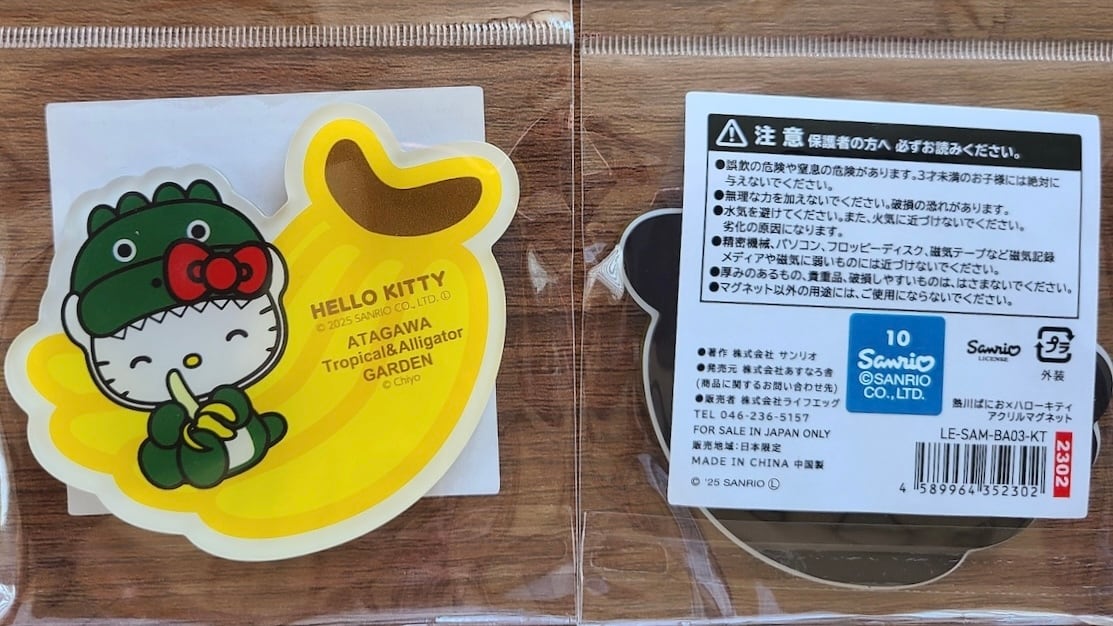 HELLO KITTY
© 2025 SANRIO CO., LTD. Ⓛ
ATAGAWA
Tropical&Alligator
GARDEN
© Chiyo
注意 保護者の方へ 必ずお読みください。
●誤飲の危険や窒息の危険があります。3才未満のお子様には絶対に
与えないでください。
●無理な力を加えないでください。破損の恐れがあります。
●水気を避けてください。また、火気に近づけないでください。
劣化の原因になります。
●精密機械、パソコン、フロッピーディスク、磁気テープなど磁気記録
メディアや磁気に弱いものには近づけないでください。
●厚みのあるもの、貴重品、破損しやすいものは、はさまないでください。
●マグネット以外の用途には、ご使用にならないでください。
●著作 株式会社 サンリオ
●発売元 株式会社あすなろ舎
(商品に関するお問い合わせ先)
●販売者 株式会社ライフエッグ
TEL 046-236-5157
FOR SALE IN JAPAN ONLY
販売地域:日本限定
MADE IN CHINA 中国製
© '25 SANRIO Ⓛ
10
Sanrio
©SANRIO
CO., LTD.
Sanrio
LICENSE
プラ
外装
熱川ばにお×ハローキティ
アクリルマグネット
LE-SAM-BA03-KT
2302
4 589964 352302